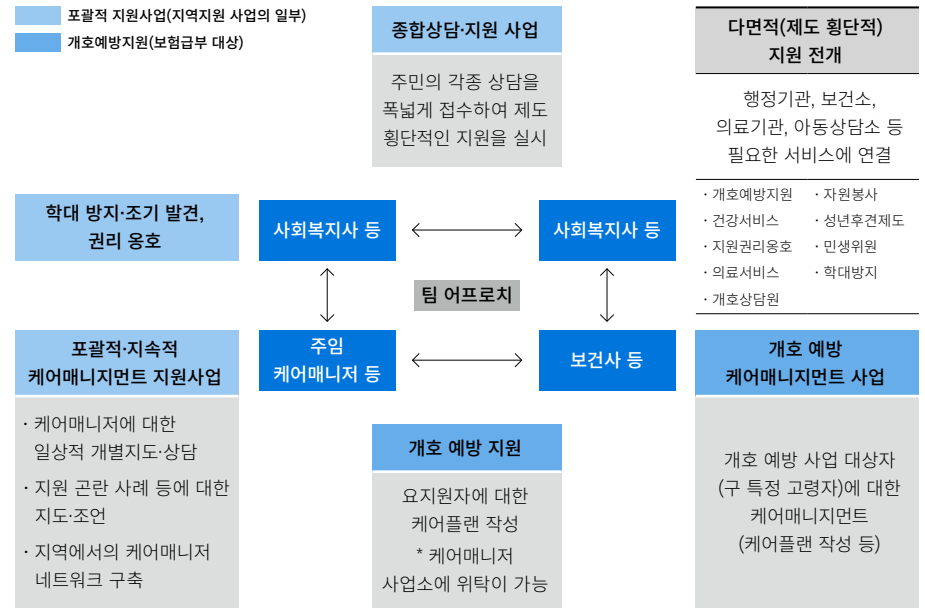 포괄적 지원사업(지역지원 사업의 일부)
개호예방지원(보험급부 대상)
종합상담·지원 사업
주민의 각종 상담을
폭넓게 접수하여 제도
횡단적인 지원을 실시
다면적(제도 횡단적)
지원 전개
행정기관, 보건소,
의료기관, 아동상담소 등
필요한 서비스에 연결
· 개호예방지원
· 건강서비스
· 지원권리옹호
· 의료서비스
· 개호상담원
· 자원봉사
· 성년후견제도
· 민생위원
· 학대방지
학대 방지·조기 발견,
권리 옹호
사회복지사 등
사회복지사 등
팀 어프로치
주임
케어매니저 등
보건사 등
포괄적·지속적
케어매니지먼트 지원사업
· 케어매니저에 대한
일상적 개별지도·상담
· 지원 곤란 사례 등에 대한
지도·조언
· 지역에서의 케어매니저
네트워크 구축
개호 예방 지원
요지원자에 대한
케어플랜 작성
* 케어매니저
사업소에 위탁이 가능
개호 예방
케어매니지먼트 사업
개호 예방 사업 대상자
(구 특정 고령자)에 대한
케어매니지먼트
(케어플랜 작성 등)